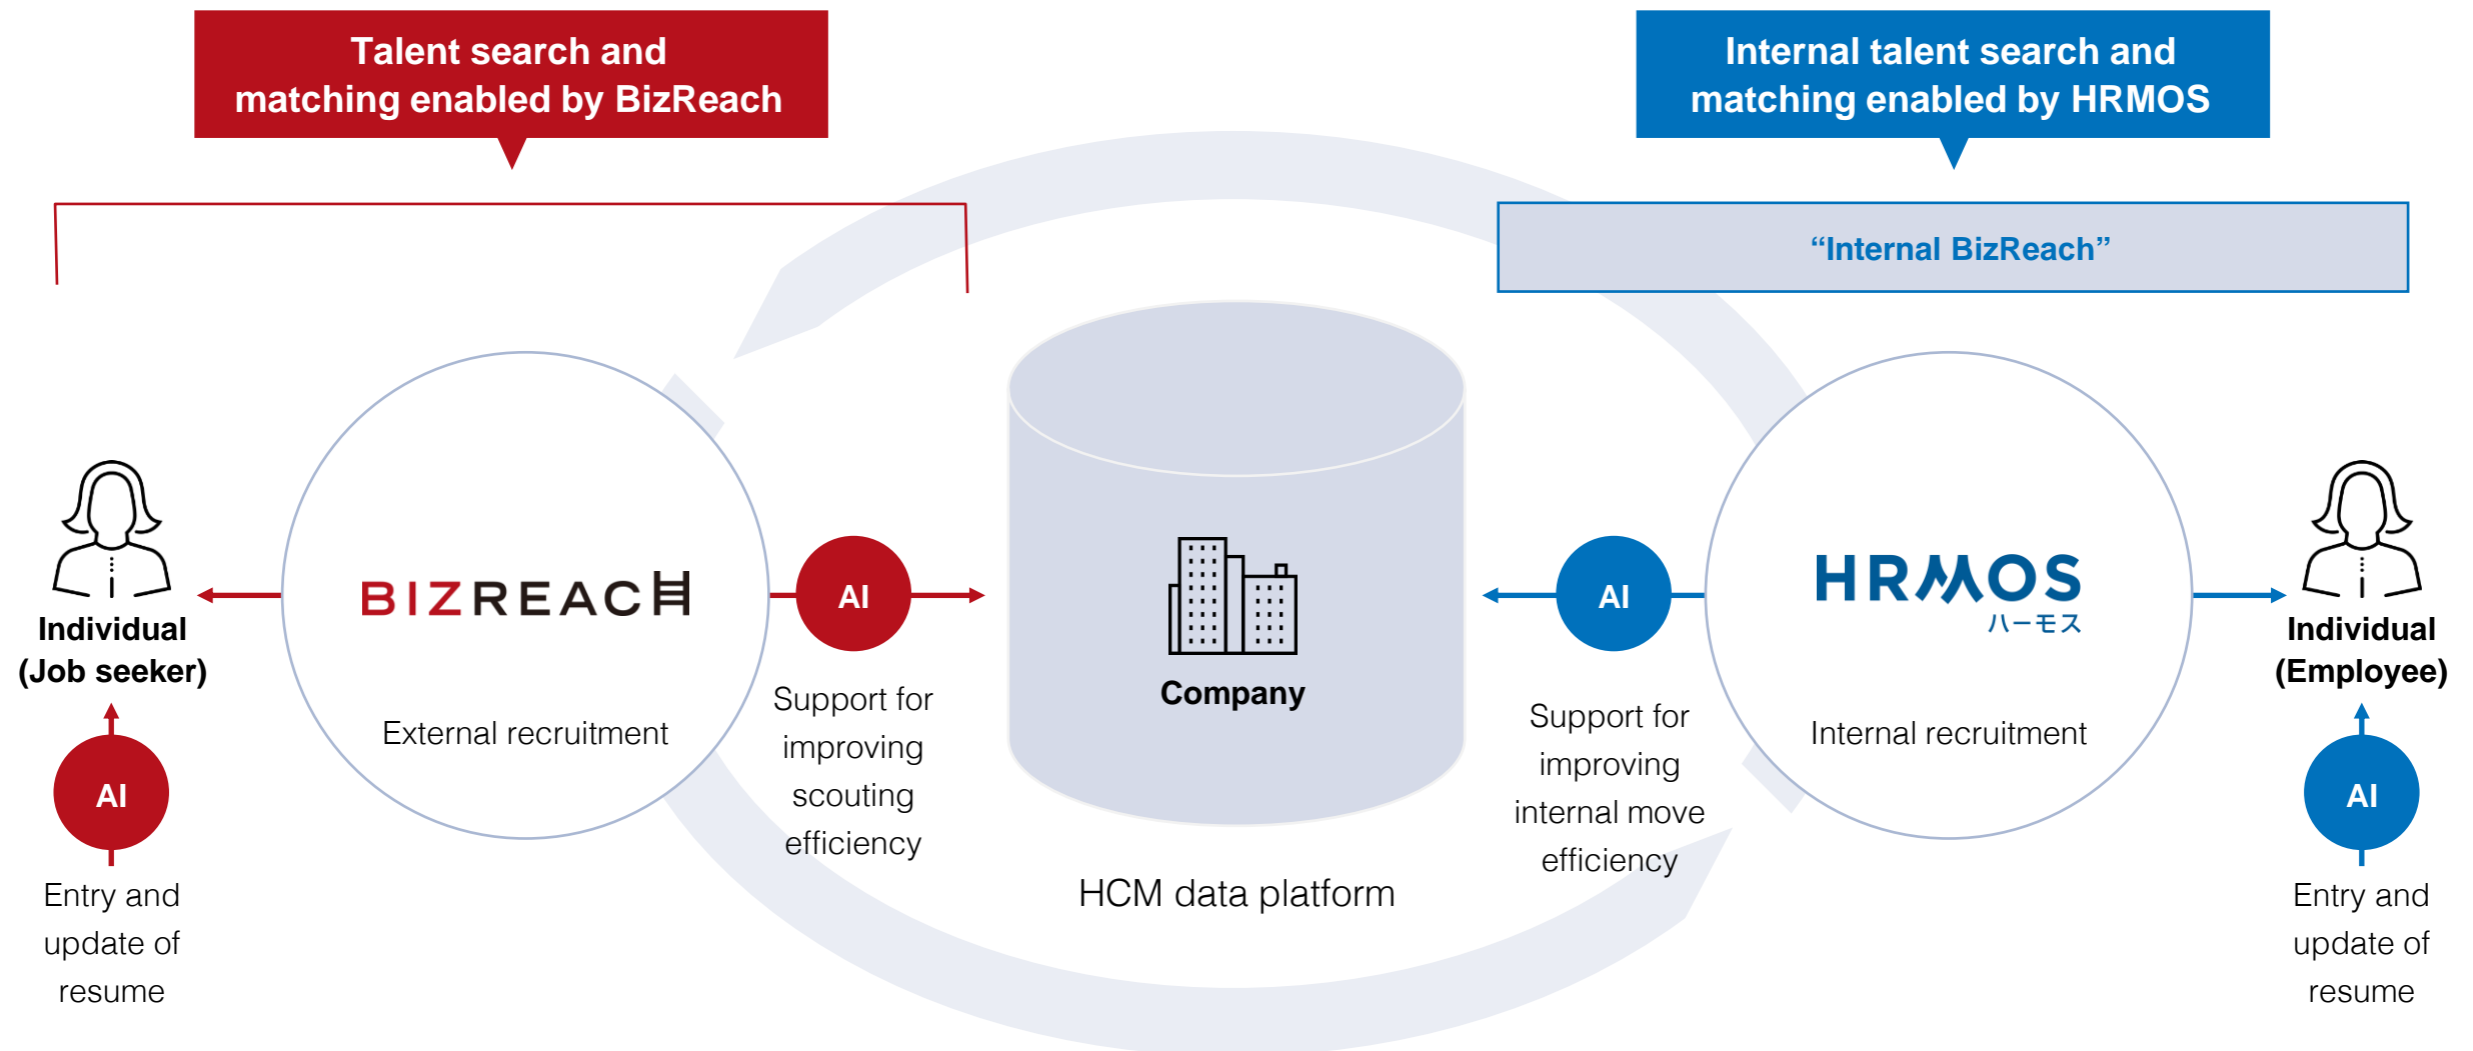 Talent search and
matching enabled by BizReach
Internal talent search and
matching enabled by HRMOS
“Internal BizReach”
Individual
(Job seeker)
AI
Entry and
update of
resume
BIZREACH
External recruitment
AI
Support for
improving
scouting
efficiency
Company
HCM data platform
AI
Support for
improving
internal move
efficiency
HRMOS
ハーモス
Internal recruitment
Individual
(Employee)
AI
Entry and
update of
resume